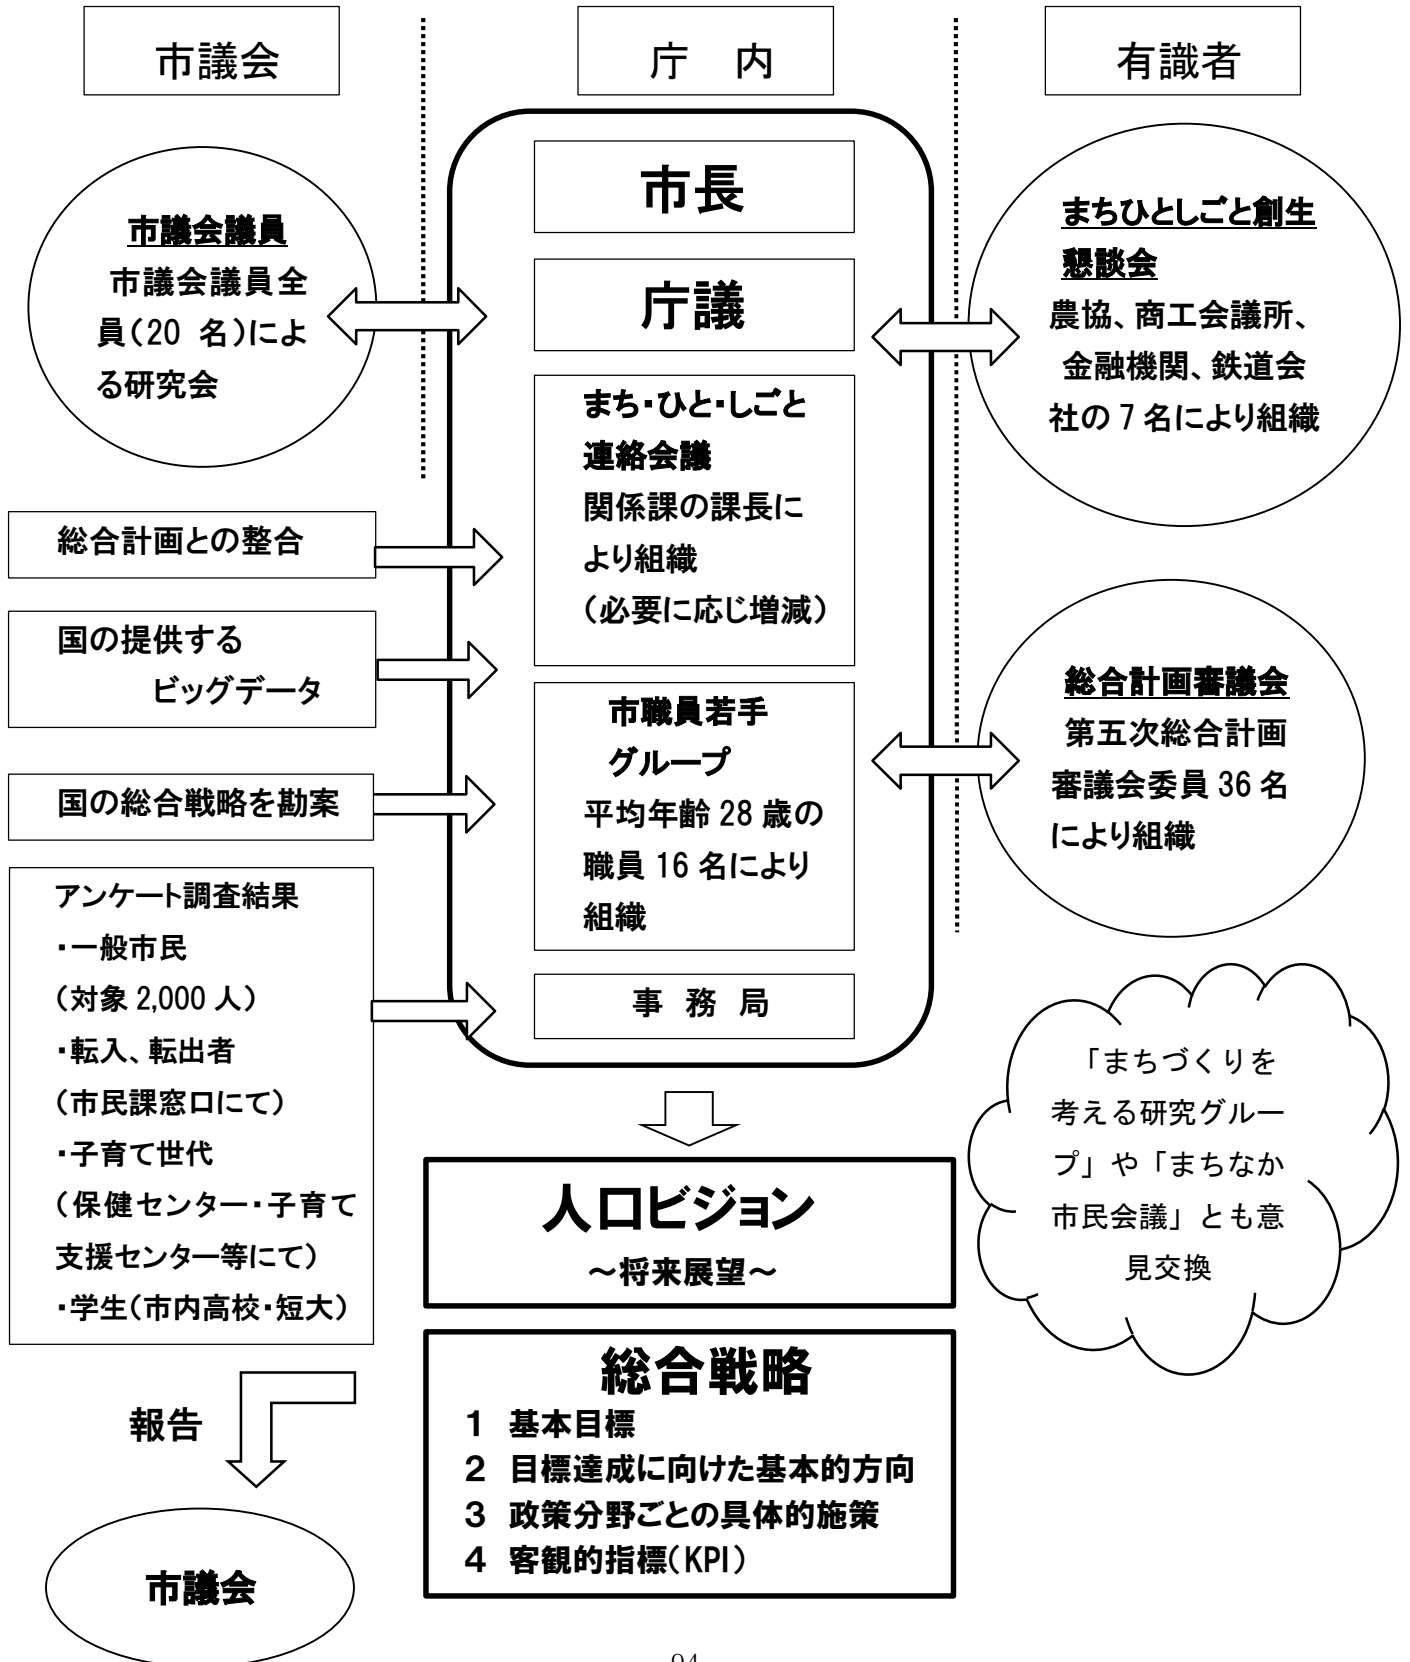 市議会
庁　内
有識者
市議会議員
市議会議員全
員（20 名）によ
る研究会
総合計画との整合
国の提供する
ビッグデータ
国の総合戦略を勘案
アンケート調査結果
・一般市民
（対象 2,000 人）
・転入、転出者
（市民課窓口にて）
・子育て世代
（保健センター・子育て
支援センター等にて）
・学生（市内高校・短大）
報告
市議会
市長
庁議
まち・ひと・しごと
連絡会議
関係課の課長に
より組織
（必要に応じ増減）
市職員若手
グループ
平均年齢 28 歳の
職員 16 名により
組織
事 務 局
人口ビジョン
～将来展望～
総合戦略
1 基本目標
2 目標達成に向けた基本的方向
3 政策分野ごとの具体的施策
4 客観的指標（KPI）
まちひとしごと創生
懇談会
農協、商工会議所、
金融機関、鉄道会
社の 7 名により組織
総合計画審議会
第五次総合計画
審議会委員 36 名
により組織
「まちづくりを
考える研究グルー
プ」や「まちなか
市民会議」とも意
見交換